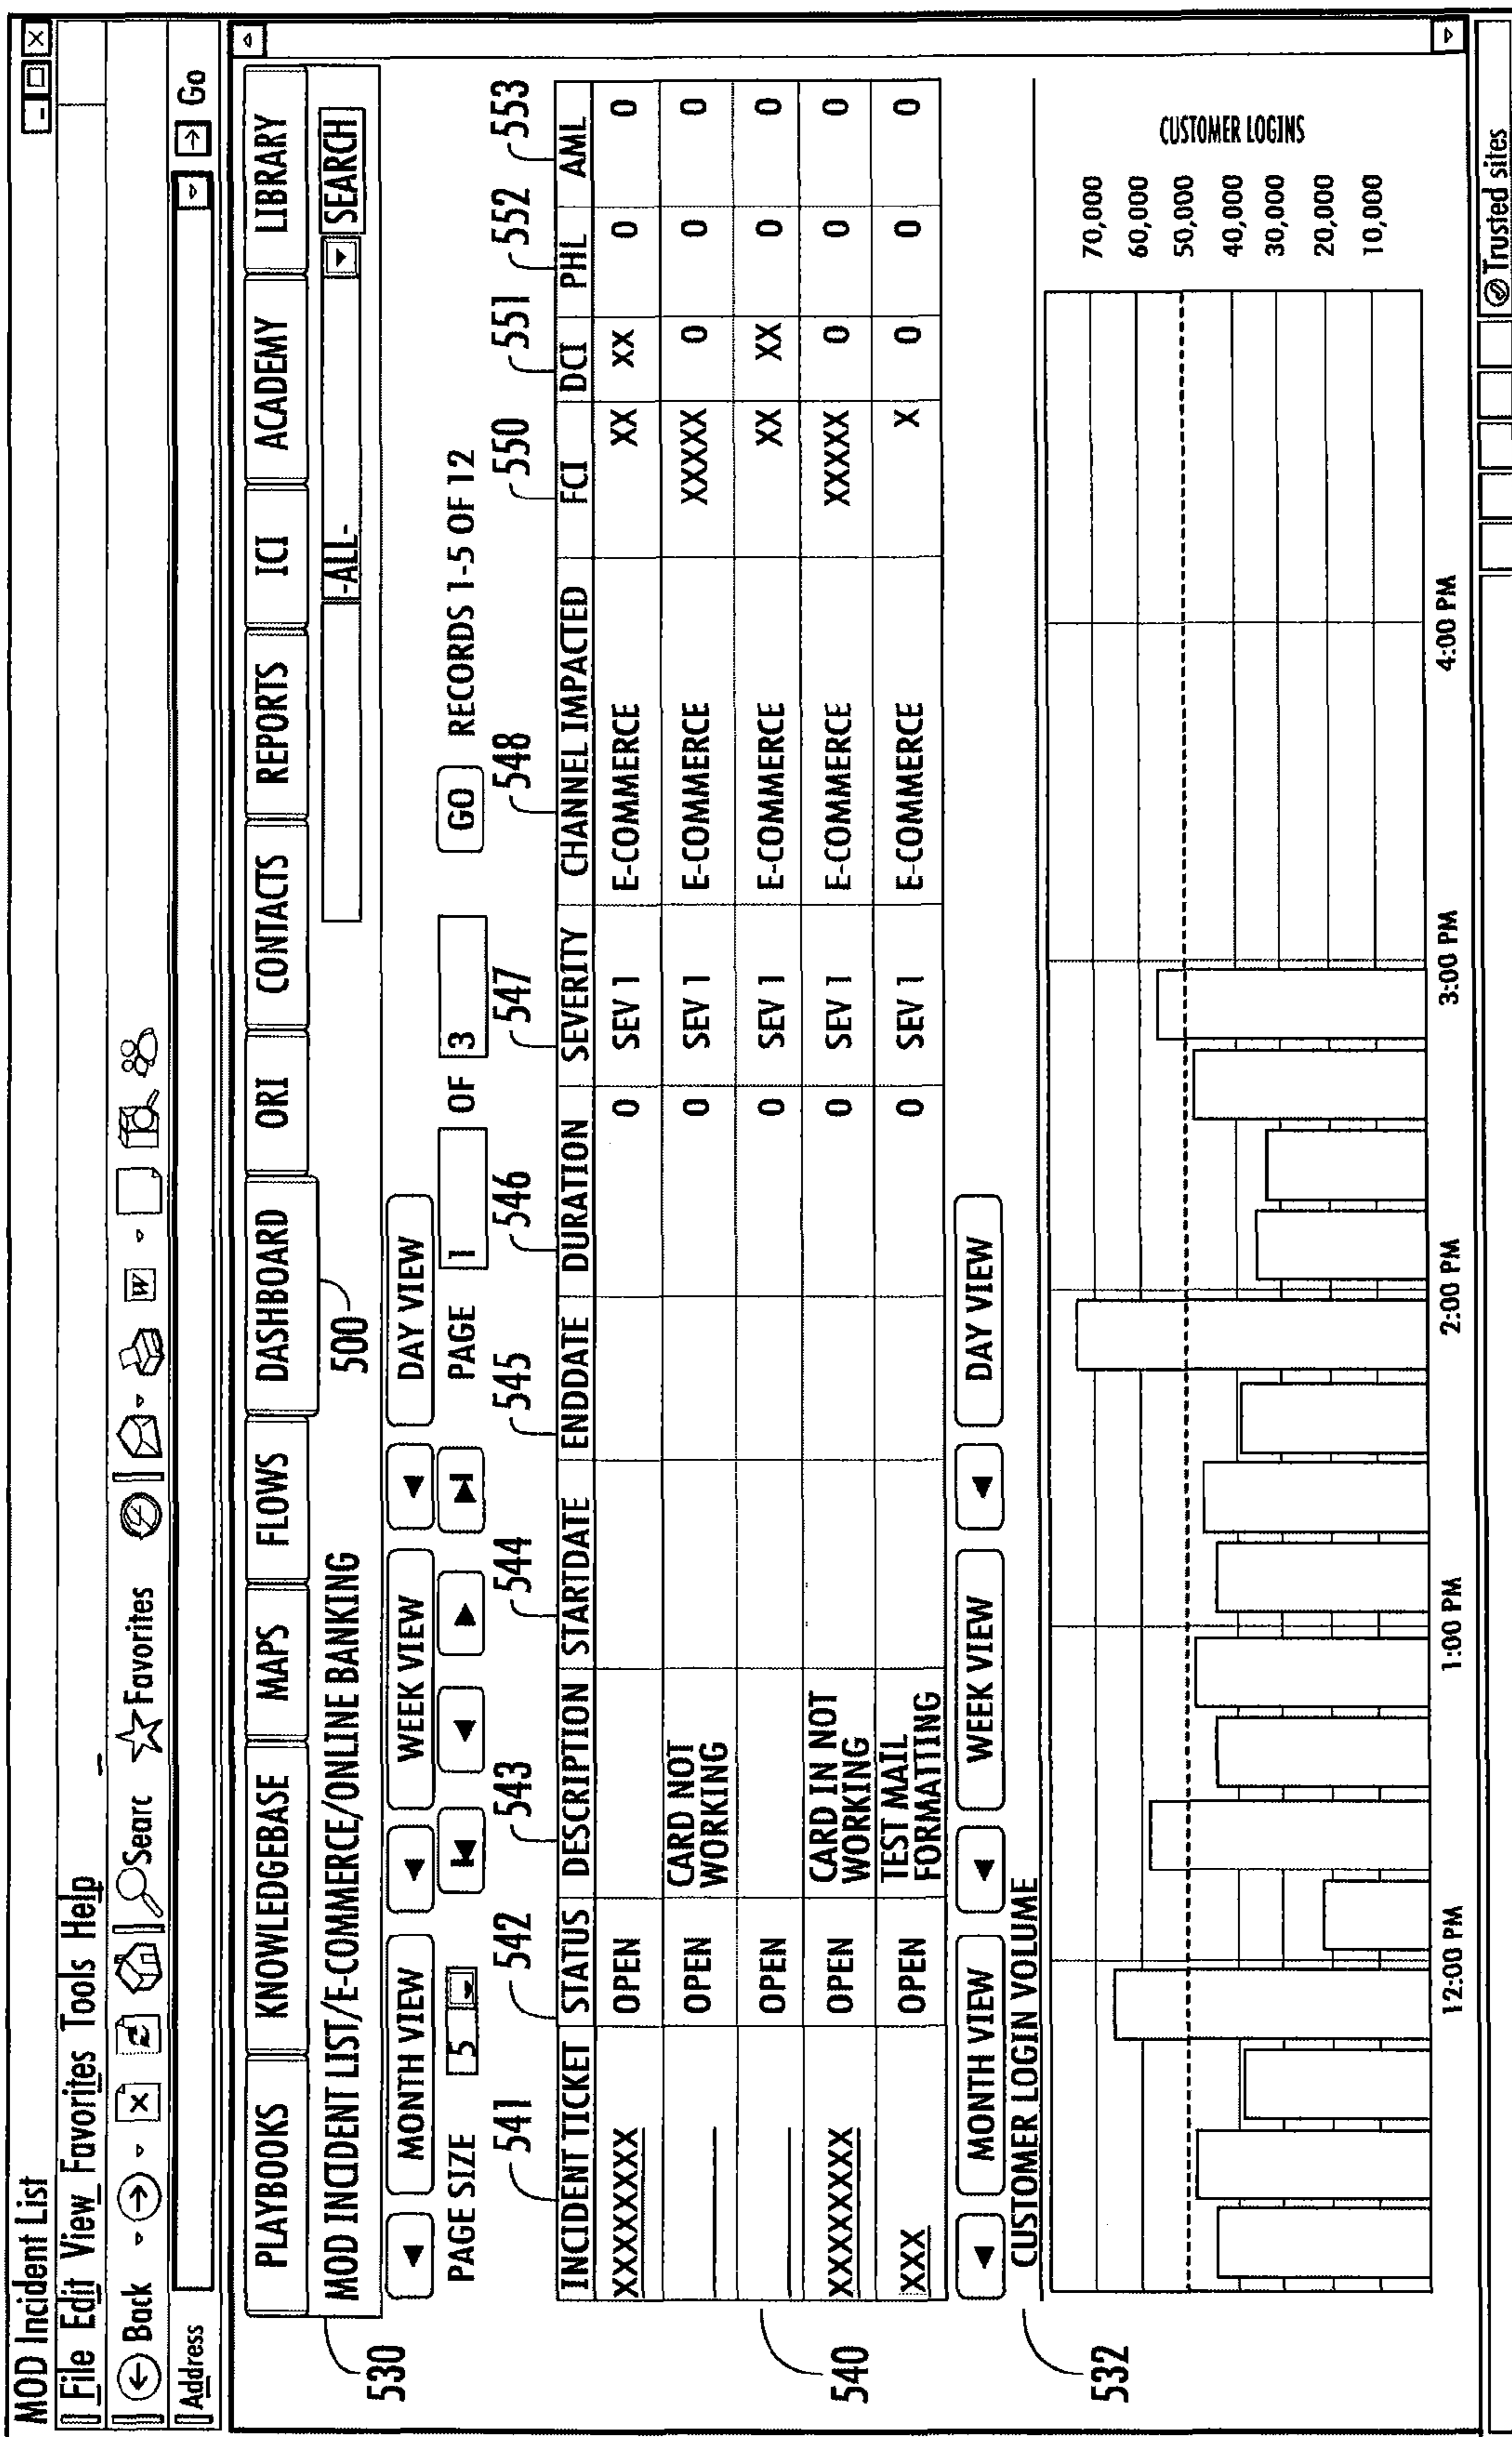 MOD Incident List
File Edit View Favorites Tools Help
Back Searc Favorites W
Address Go
PLAYBOOKS KNOWLEDGEBASE MAPS FLOWS DASHBOARD ORI CONTACTS REPORTS ICI ACADEMY LIBRARY
MOD INCIDENT LIST/E-COMMERCE/ONLINE BANKING -ALL- SEARCH
530 500
MONTH VIEW WEEK VIEW DAY VIEW
PAGE SIZE 5 PAGE 1 OF 3 GO RECORDS 1-5 OF 12
541 542 543 544 545 546 547 548 550 551 552 553
INCIDENT TICKET STATUS DESCRIPTION STARTDATE ENDDATE DURATION SEVERITY CHANNEL IMPACTED FCI DCI PHL AML
XXXXXXXX OPEN 0 SEV 1 E-COMMERCE XX XX 0 0
OPEN CARD NOT WORKING 0 SEV 1 E-COMMERCE XXXXX 0 0 0
OPEN 0 SEV 1 E-COMMERCE XX XX 0 0
XXXXXXXX OPEN CARD IN NOT WORKING 0 SEV 1 E-COMMERCE XXXXX 0 0 0
XXX OPEN TEST MAIL FORMATTING 0 SEV 1 E-COMMERCE X 0 0 0
540
MONTH VIEW WEEK VIEW DAY VIEW
532
CUSTOMER LOGIN VOLUME
70,000
60,000
50,000
40,000
30,000
20,000
10,000
CUSTOMER LOGINS
12:00 PM 1:00 PM 2:00 PM 3:00 PM 4:00 PM
Trusted sites